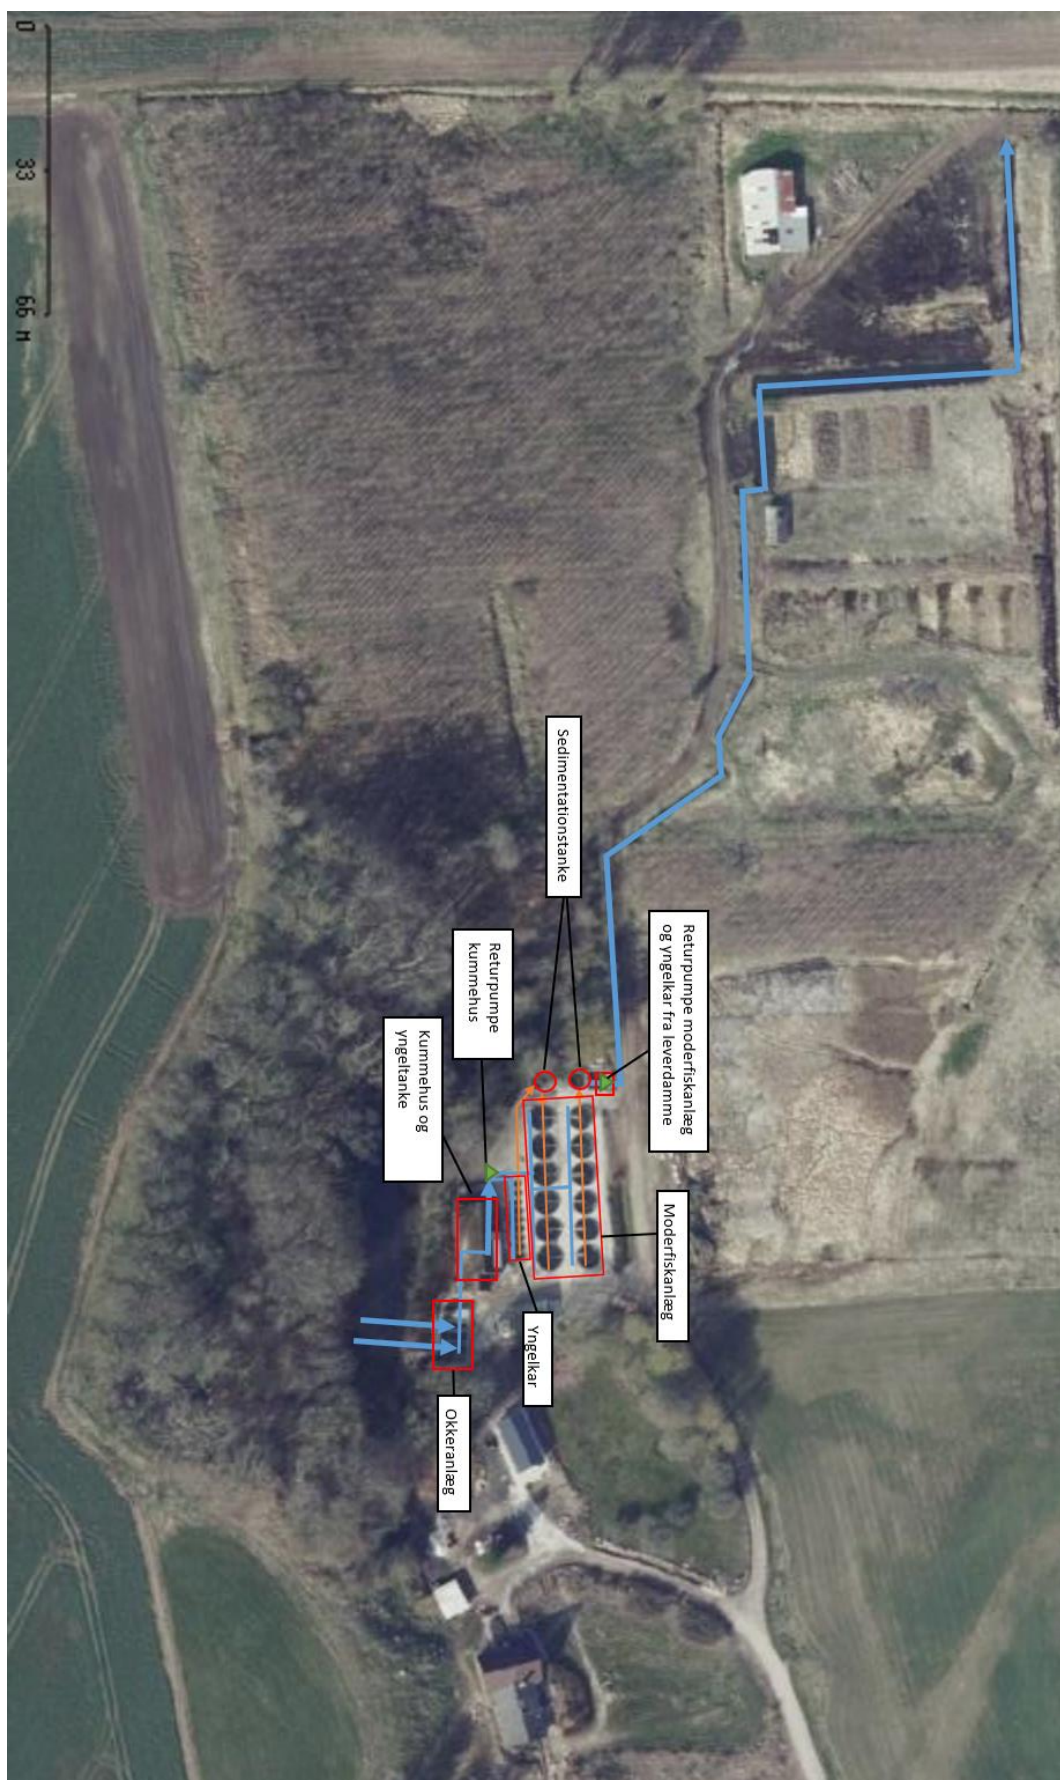 0 33 66 M
Sedimentationstanke
Returpumpe moderfiskanlæg
og yngelkar fra leverdamme
Returpumpe
kummehus
Kummehus og
yngeltanke
Moderfiskanlæg
Yngelkar
Okkeranlæg